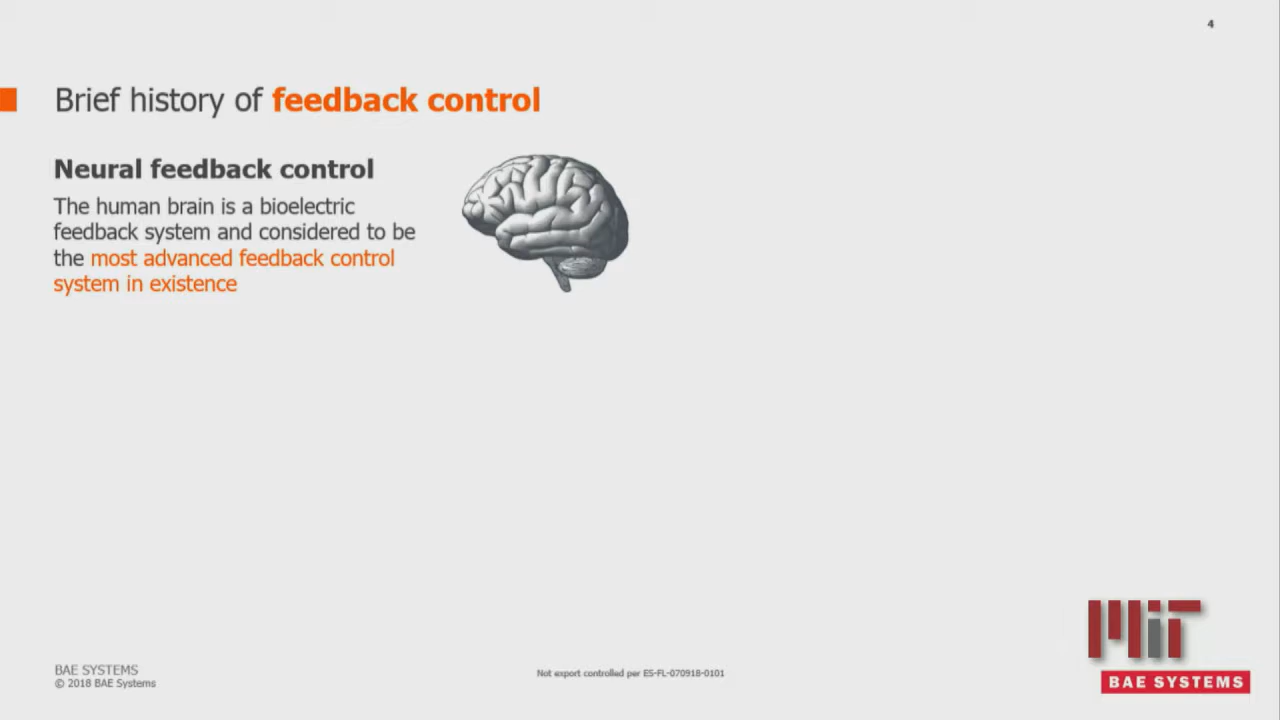 4
Brief history of feedback control
Neural feedback control
The human brain is a bioelectric
feedback system and considered to be
the most advanced feedback control
system in existence
MIT
BAE SYSTEMS
© 2018 BAE Systems
Not export controlled per ES-FL-070918-0101
BAE SYSTEMS